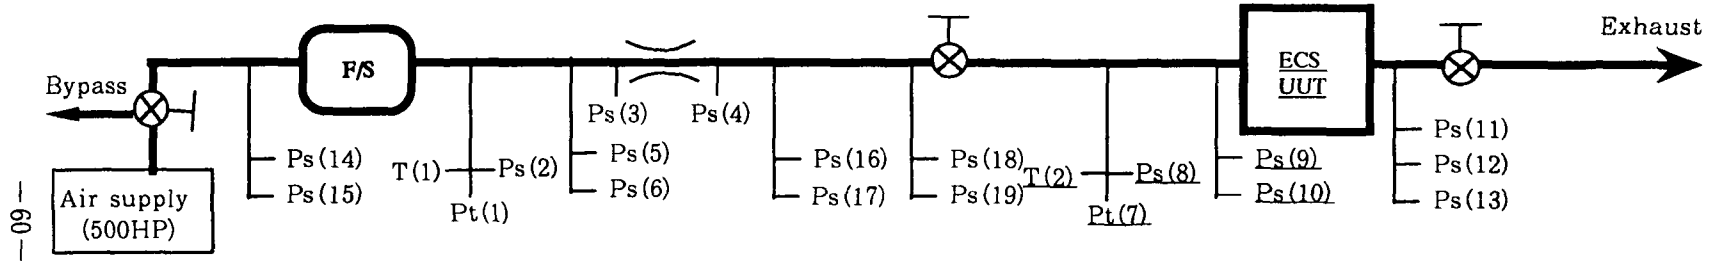 Exhaust
F/S
ECS
UUT
Bypass
Ps(3)
Ps(4)
Ps(14)
Ps(15)
T(1)
Ps(2)
Pt(1)
Ps(5)
Ps(6)
Ps(16)
Ps(17)
Ps(18)
Ps(19)
T(2)
Ps(8)
Pt(7)
Ps(9)
Ps(10)
Ps(11)
Ps(12)
Ps(13)
Air supply
(500HP)
-60-